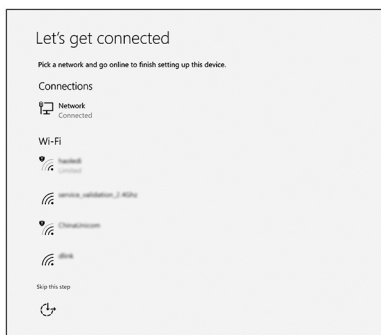 Let's get connected
Pick a network and go online to finish setting up this device.
Connections
Network
Connected
Wi-Fi
Limited
service_validation_2.4Ghz
ChinaUnicom
dlink
Skip this step